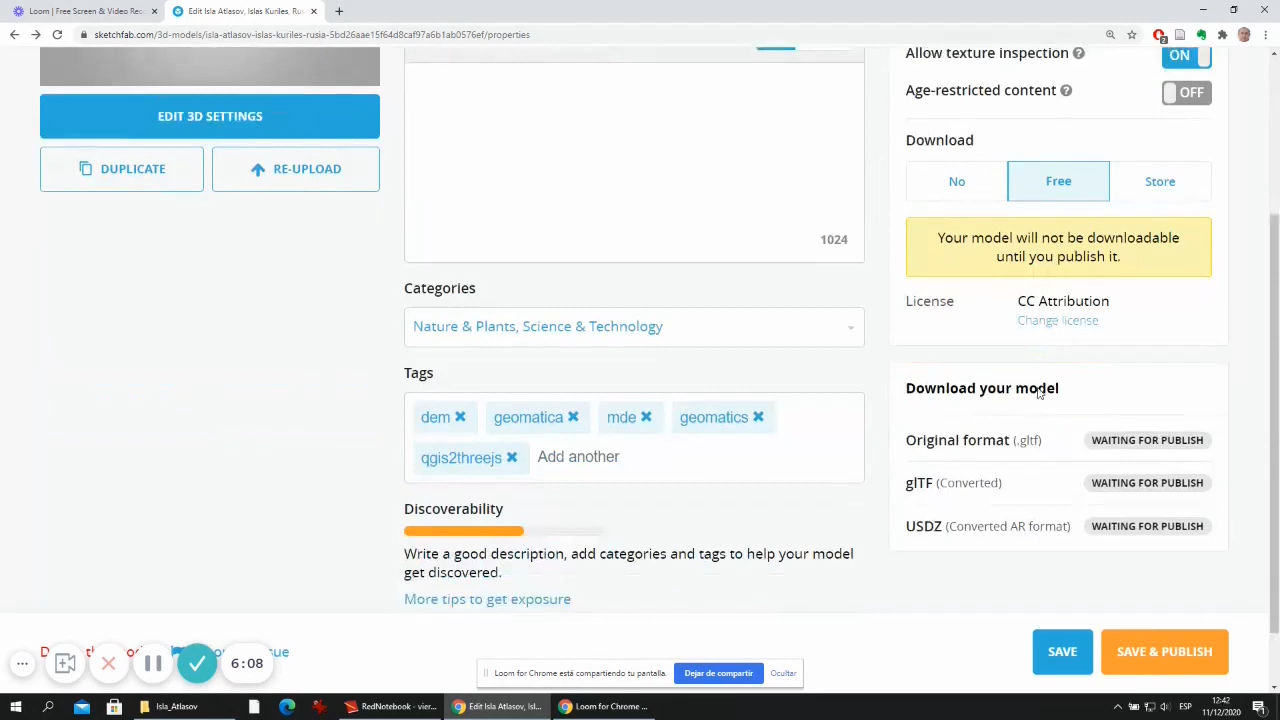 Loom | Free Screen & Video Rec
Edit Isla Atlasov, Islas Kuriles, Rus
sketchfab.com/3d-models/isla-atlasov-islas-kuriles-rusia-5bd26aae15f64d8caf97a6b1ab0576ef/properties
2
EDIT 3D SETTINGS
DUPLICATE
RE-UPLOAD
1024
Categories
Nature & Plants, Science & Technology
Tags
dem
geomatica
mde
geomatics
qgis2threejs
Add another
Discoverability
Write a good description, add categories and tags to help your model
get discovered.
More tips to get exposure
Allow texture inspection
ON
Age-restricted content
OFF
Download
No
Free
Store
Your model will not be downloadable
until you publish it.
License
CC Attribution
Change license
Download your model
Original format (.gltf)
WAITING FOR PUBLISH
glTF (Converted)
WAITING FOR PUBLISH
USDZ (Converted AR format)
WAITING FOR PUBLISH
6:08
Loom for Chrome está compartiendo tu pantalla.
Dejar de compartir
Ocultar
SAVE
SAVE & PUBLISH
Isla_Atlasov
RedNotebook - vier...
Edit Isla Atlasov, Isl...
Loom for Chrome ...
ESP
12:42
11/12/2020